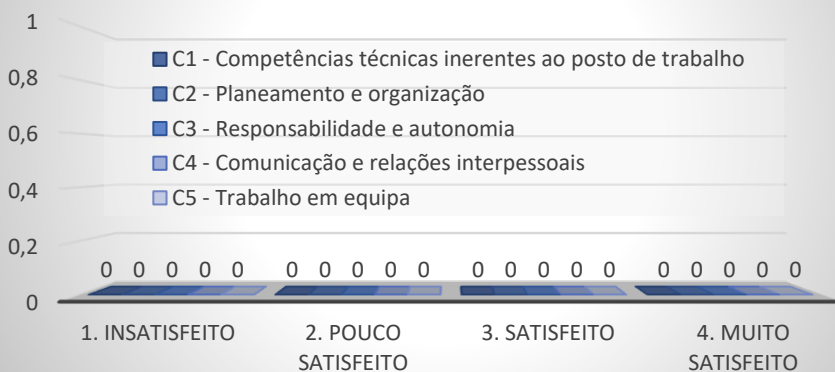 1
0,8
0,6
0,4
0,2
0
C1 - Competências técnicas inerentes ao posto de trabalho
C2 - Planeamento e organização
C3 - Responsabilidade e autonomia
C4 - Comunicação e relações interpessoais
C5 - Trabalho em equipa
0 0 0 0 0 0 0 0 0 0 0 0 0 0 0 0 0 0 0 0
1. INSATISFEITO
2. POUCO
SATISFEITO
3. SATISFEITO
4. MUITO
SATISFEITO